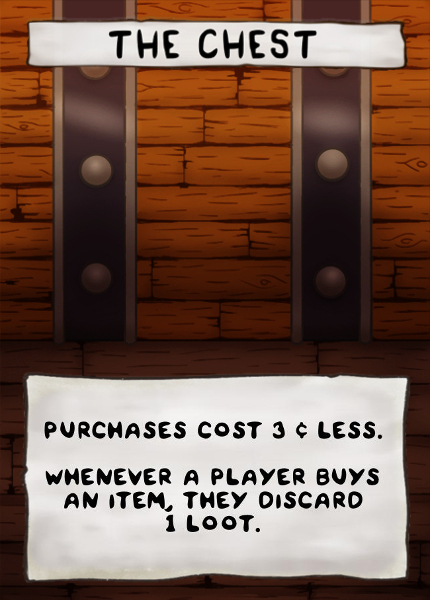 THE CHEST
PURCHASES COST 3 ¢ LESS.
WHENEVER A PLAYER BUYS
AN ITEM, THEY DISCARD
1 LOOT.